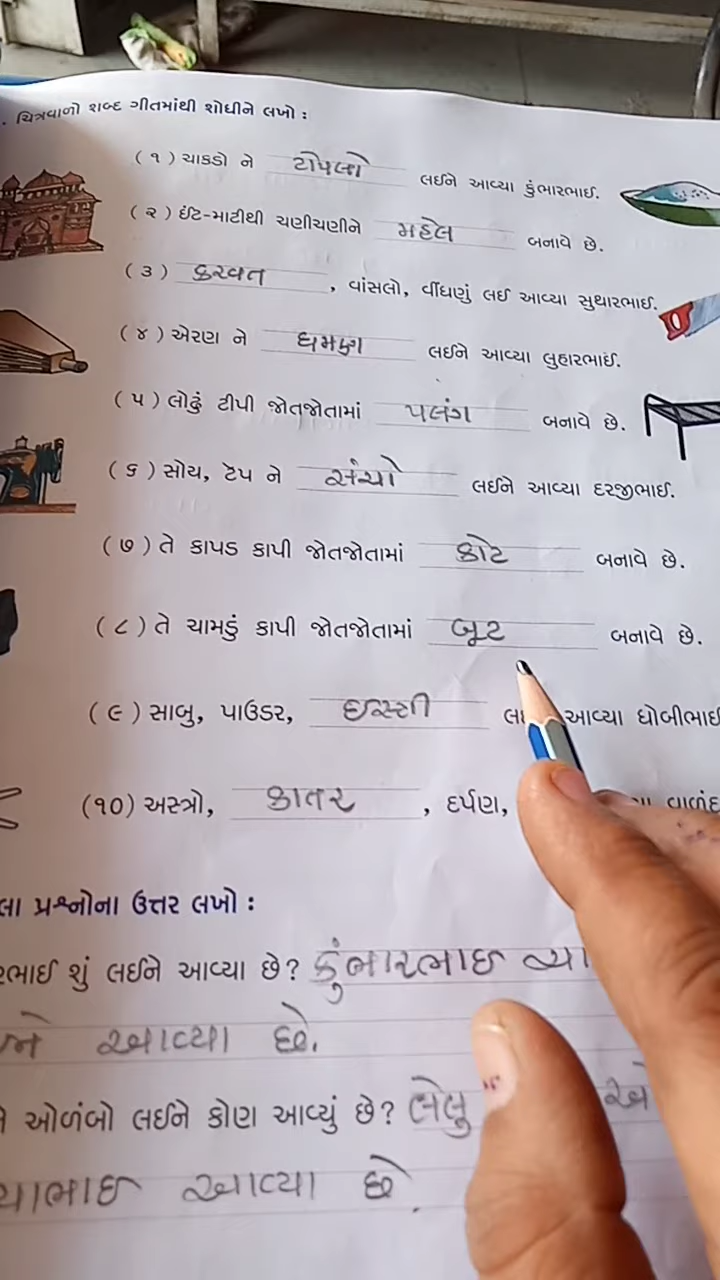 ચિત્રવાળો શબ્દ ગીતમાંથી શોધીને લખો :
(૧) ચાકડો ને ટોપલો લઈને આવ્યા કુંભારભાઈ.
(૨) ઈંટ-માટીથી ચણીચણીને મહેલ બનાવે છે.
(૩) કરવત, વાંસલો, વીંધણું લઈ આવ્યા સુથારભાઈ.
(૪) એરણ ને ધમણ લઈને આવ્યા લુહારભાઈ.
(૫) લોઢું ટીપી જોતજોતામાં પલંગ બનાવે છે.
(૬) સોય, ટેપ ને સંચો લઈને આવ્યા દરજીભાઈ.
(૭) તે કાપડ કાપી જોતજોતામાં કોટ બનાવે છે.
(૮) તે ચામડું કાપી જોતજોતામાં બૂટ બનાવે છે.
(૯) સાબુ, પાઉડર, ઇસ્ત્રી આવ્યા ધોબીભાઈ
(૧૦) અસ્ત્રો, કાતર, દર્પણ,
પ્રશ્નોના ઉત્તર લખો :
શું લઈને આવ્યા છે? કુંભારભાઇ
આવ્યા છે.
ઓળંબો લઈને કોણ આવ્યું છે? લેલુ
આવ્યા છે.